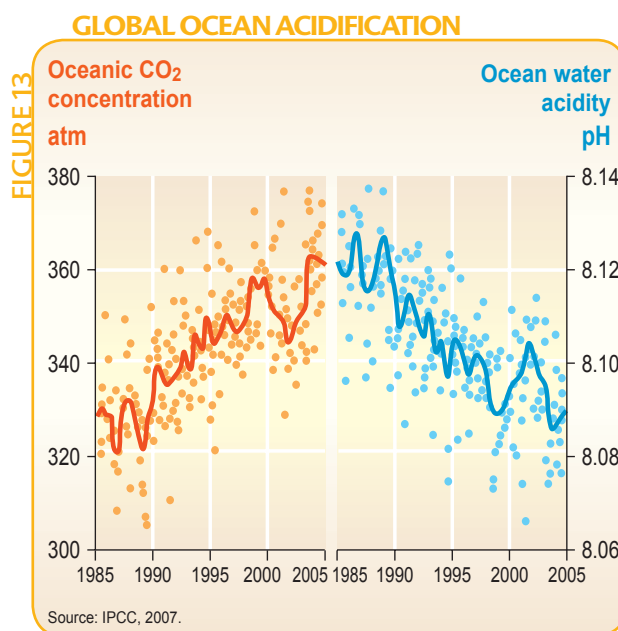 GLOBAL OCEAN ACIDIFICATION
FIGURE 13
Oceanic CO2
concentration
atm
Ocean water
acidity
pH
380
360
340
320
300
8.14
8.12
8.10
8.08
8.06
1985 1990 1995 2000 2005
1985 1990 1995 2000 2005
Source: IPCC, 2007.